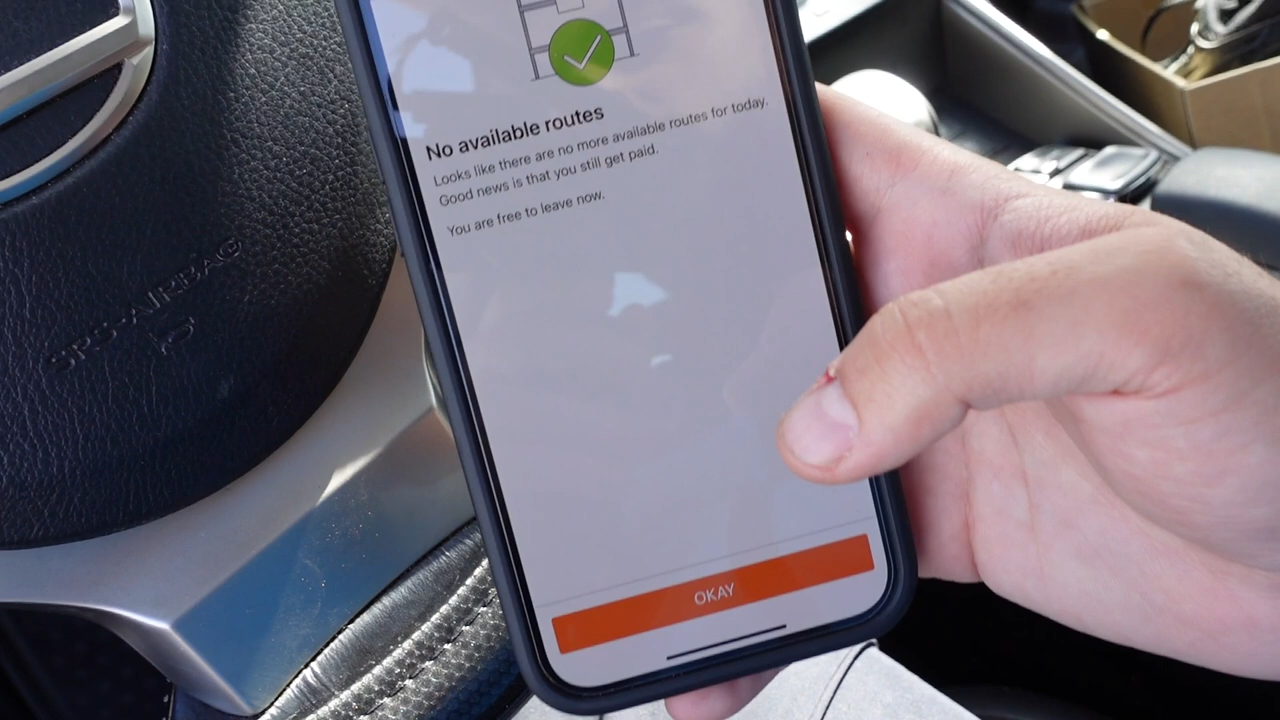 No available routes
Looks like there are no more available routes for today.
Good news is that you still get paid.
You are free to leave now.
OKAY
SRS-AIRBAG